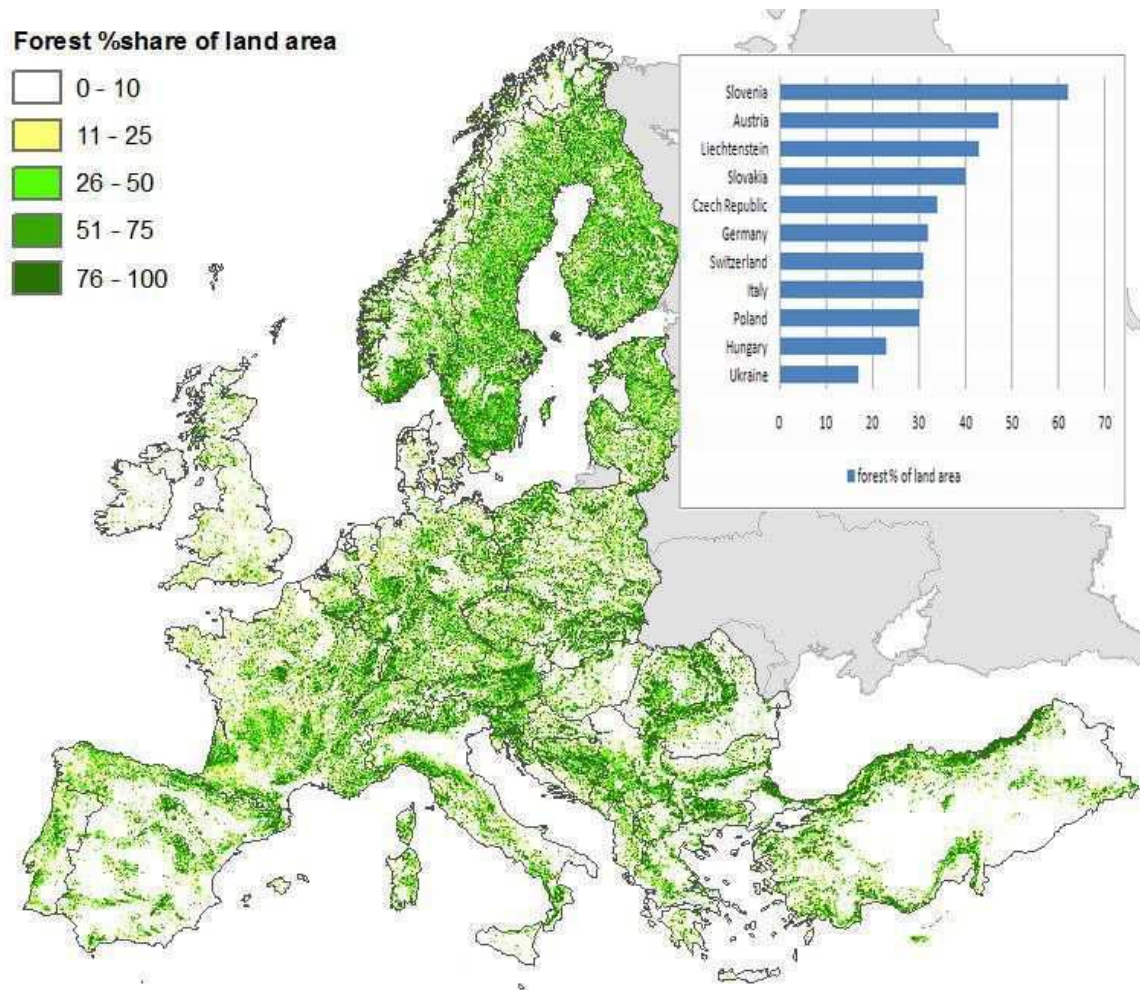 Forest %share of land area
0 - 10
11 - 25
26 - 50
51 - 75
76 - 100
Slovenia
Austria
Liechtenstein
Slovakia
Czech Republic
Germany
Switzerland
Italy
Poland
Hungary
Ukraine
0 10 20 30 40 50 60 70
forest% of land area